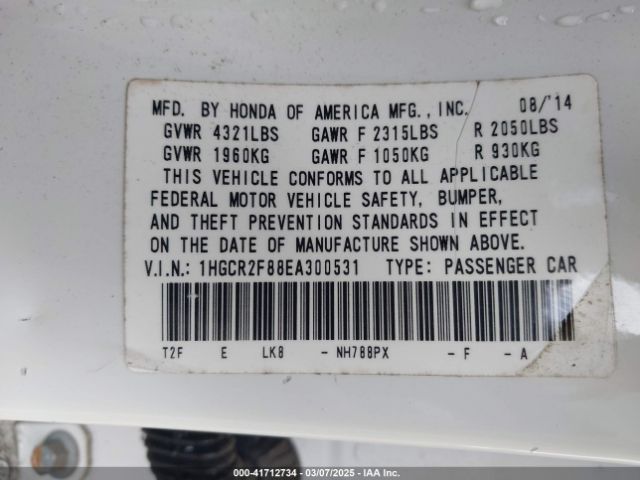 MFD. BY HONDA OF AMERICA MFG., INC. 08/'14
GVWR 4321LBS GAWR F 2315LBS R 2050LBS
GVWR 1960KG GAWR F 1050KG R 930KG
THIS VEHICLE CONFORMS TO ALL APPLICABLE
FEDERAL MOTOR VEHICLE SAFETY, BUMPER,
AND THEFT PREVENTION STANDARDS IN EFFECT
ON THE DATE OF MANUFACTURE SHOWN ABOVE.
V.I.N.: 1HGCR2F88EA300531 TYPE: PASSENGER CAR
T2F E LK8 - NH788PX - F - A
000-41712734 - 03/07/2025 - IAA Inc.